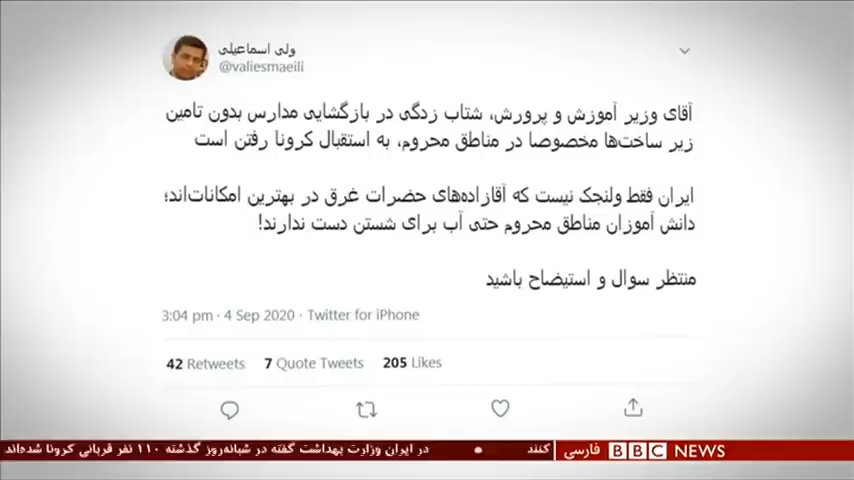 ولی اسماعیلی
@valiesmaeili
آقای وزیر آموزش و پرورش، شتاب زدگی در بازگشایی مدارس بدون تامین
زیر ساخت‌ها مخصوصا در مناطق محروم، به استقبال کرونا رفتن است
ایران فقط ولنجک نیست که آقازاده‌های حضرات غرق در بهترین امکانات‌اند؛
دانش آموزان مناطق محروم حتی آب برای شستن دست ندارند!
منتظر سوال و استیضاح باشید
3:04 pm · 4 Sep 2020 · Twitter for iPhone
42 Retweets 7 Quote Tweets 205 Likes
در ایران وزارت بهداشت گفته در شبانه‌روز گذشته ۱۱۰ نفر قربانی کرونا شده‌اند • کنند فارسی BBC NEWS